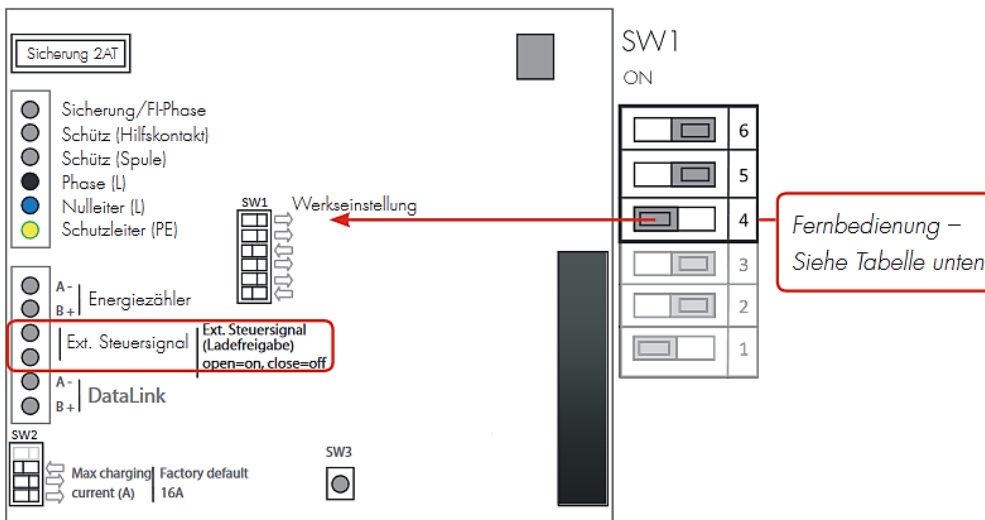 Sicherung 2AT
Sicherung/FI-Phase
Schütz (Hilfskontakt)
Schütz (Spule)
Phase (L)
Nulleiter (L)
Schutzleiter (PE)
SW1
Werkseinstellung
A -
B +
Energiezähler
Ext. Steuersignal
Ext. Steuersignal
(Ladefreigabe)
open=on, close=off
A -
B +
DataLink
SW2
Max charging
current (A)
Factory default
16A
SW3
SW1
ON
6
5
4
3
2
1
Fernbedienung –
Siehe Tabelle unten